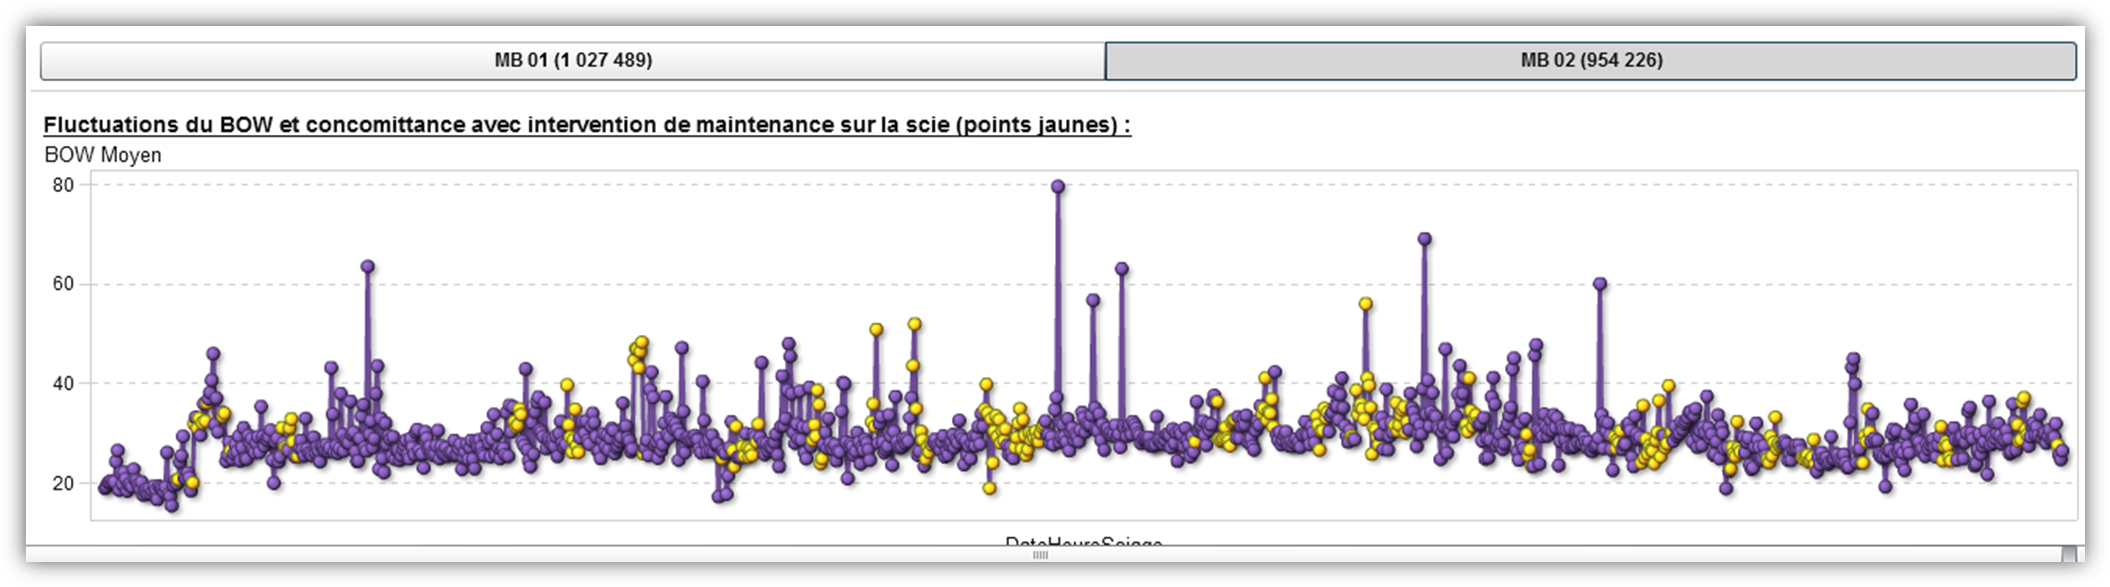 MB 01 (1 027 489)
MB 02 (954 226)
Fluctuations du BOW et concomittance avec intervention de maintenance sur la scie (points jaunes) :
BOW Moyen
80
60
40
20
DateHeureSciage